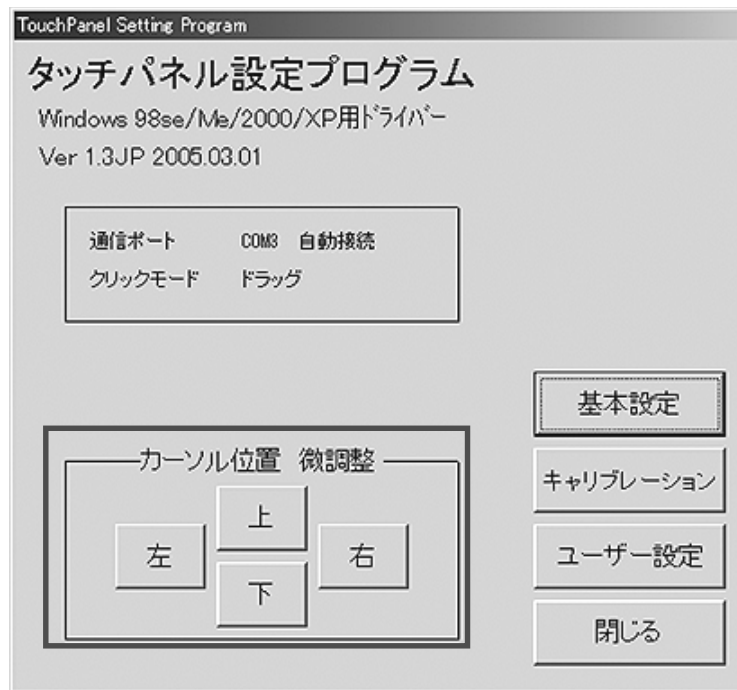 TouchPanel Setting Program
タッチパネル設定プログラム
Windows 98se/Me/2000/XP用ﾄﾞﾗｲﾊﾞｰ
Ver 1.3JP 2005.03.01
通信ポート COM3 自動接続
クリックモード ドラッグ
基本設定
カーソル位置 微調整
キャリブレーション
上
左 右
ユーザー設定
下
閉じる